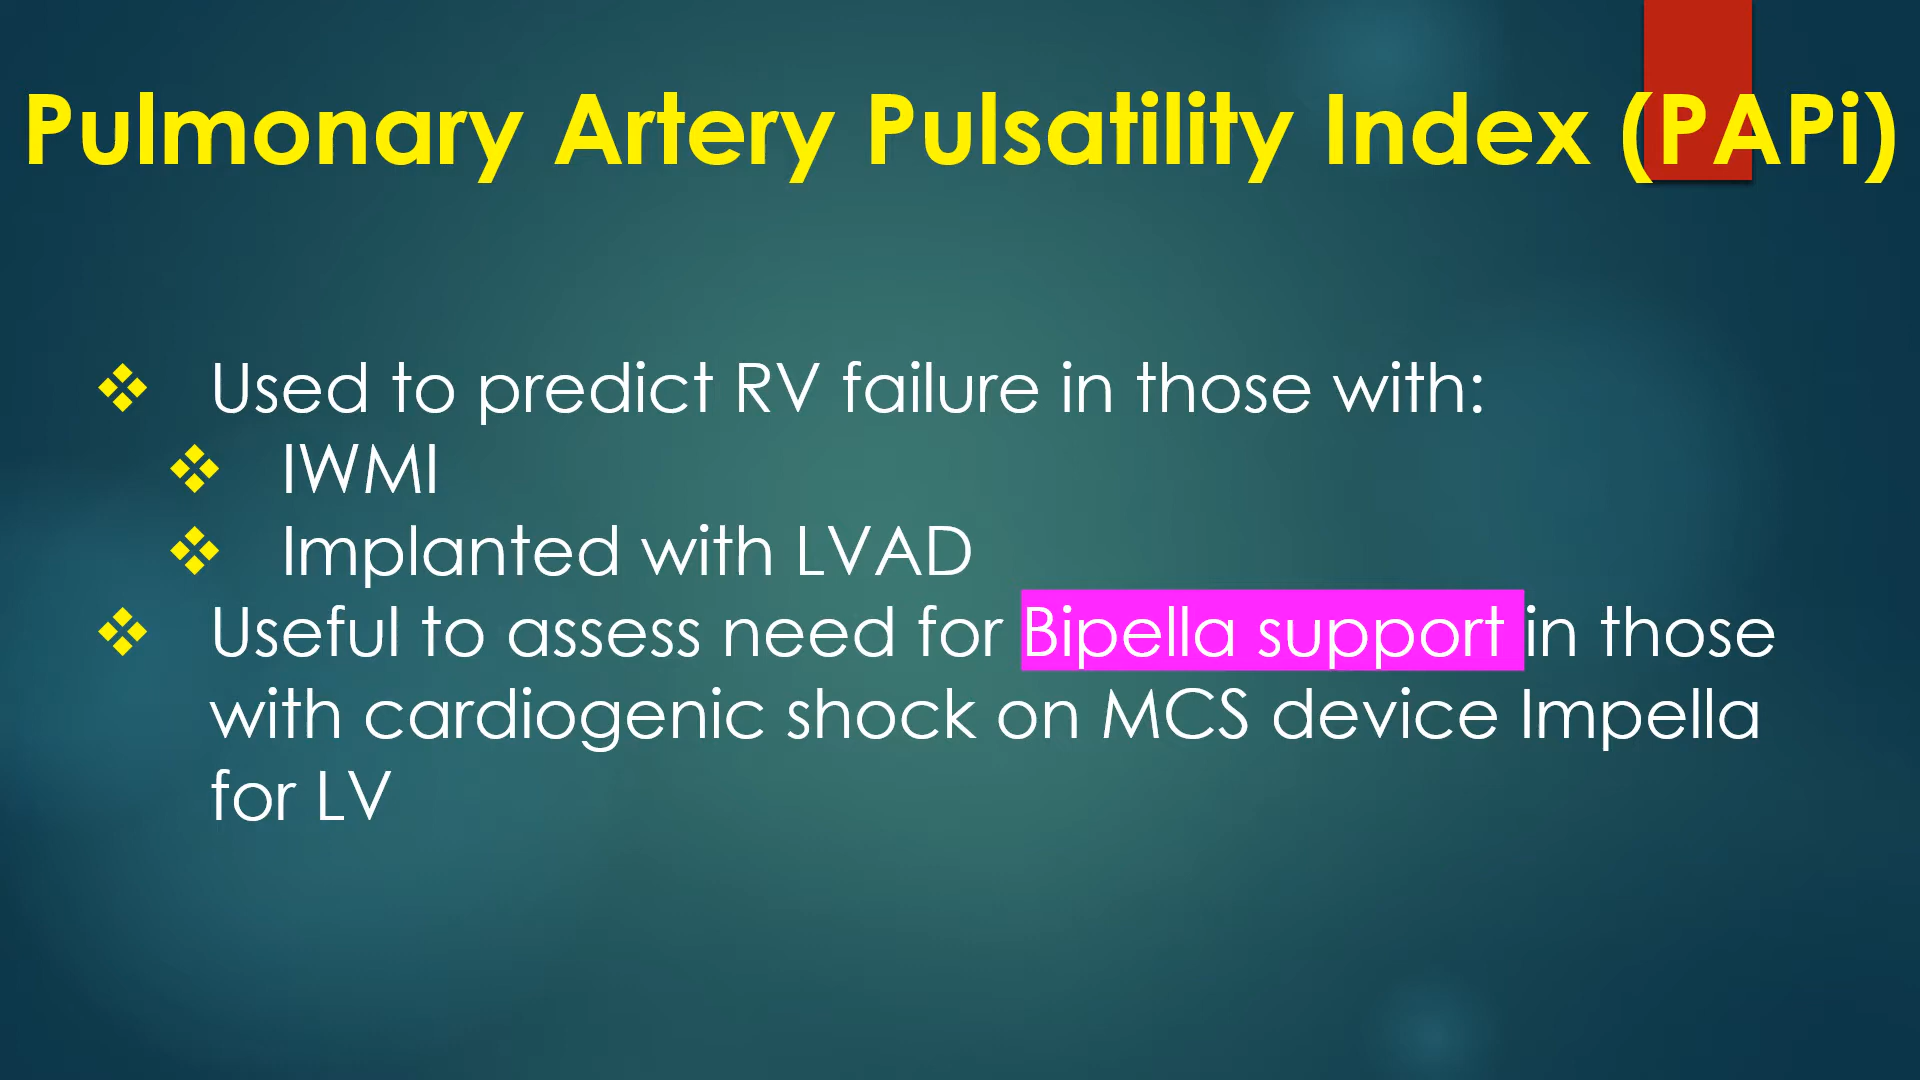 Pulmonary Artery Pulsatility Index (PAPi)
❖ Used to predict RV failure in those with:
❖ IWMI
❖ Implanted with LVAD
❖ Useful to assess need for Bipella support in those
with cardiogenic shock on MCS device Impella
for LV